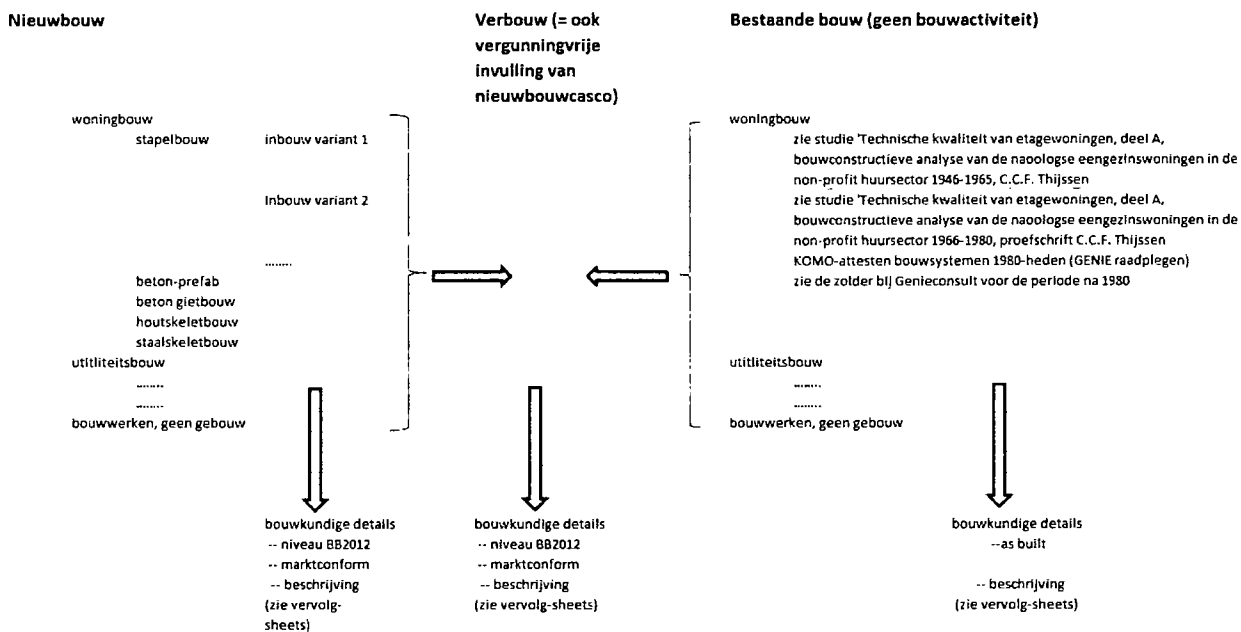 Nieuwbouw
woningbouw
stapelbouw
inbouw variant 1
Inbouw variant 2
........
beton-prefab
beton gietbouw
houtskeletbouw
staalskeletbouw
utitliteitsbouw
........
........
bouwwerken, geen gebouw
bouwkundige details
-- niveau BB2012
-- marktconform
-- beschrijving
(zie vervolg-
sheets)
Verbouw (= ook
vergunningvrije
invulling van
nieuwbouwcasco)
bouwkundige details
-- niveau BB2012
-- marktconform
-- beschrijving
(zie vervolg-sheets)
Bestaande bouw (geen bouwactiviteit)
woningbouw
zie studie 'Technische kwaliteit van etagewoningen, deel A,
bouwconstructieve analyse van de naoologse eengezinswoningen in de
non-profit huursector 1946-1965, C.C.F. Thijssen
zie studie 'Technische kwaliteit van etagewoningen, deel A,
bouwconstructieve analyse van de naoologse eengezinswoningen in de
non-profit huursector 1966-1980, proefschrift C.C.F. Thijssen
KOMO-attesten bouwsystemen 1980-heden (GENIE raadplegen)
zie de zolder bij Genieconsult voor de periode na 1980
utitliteitsbouw
........
........
bouwwerken, geen gebouw
bouwkundige details
--as built
-- beschrijving
(zie vervolg-sheets)